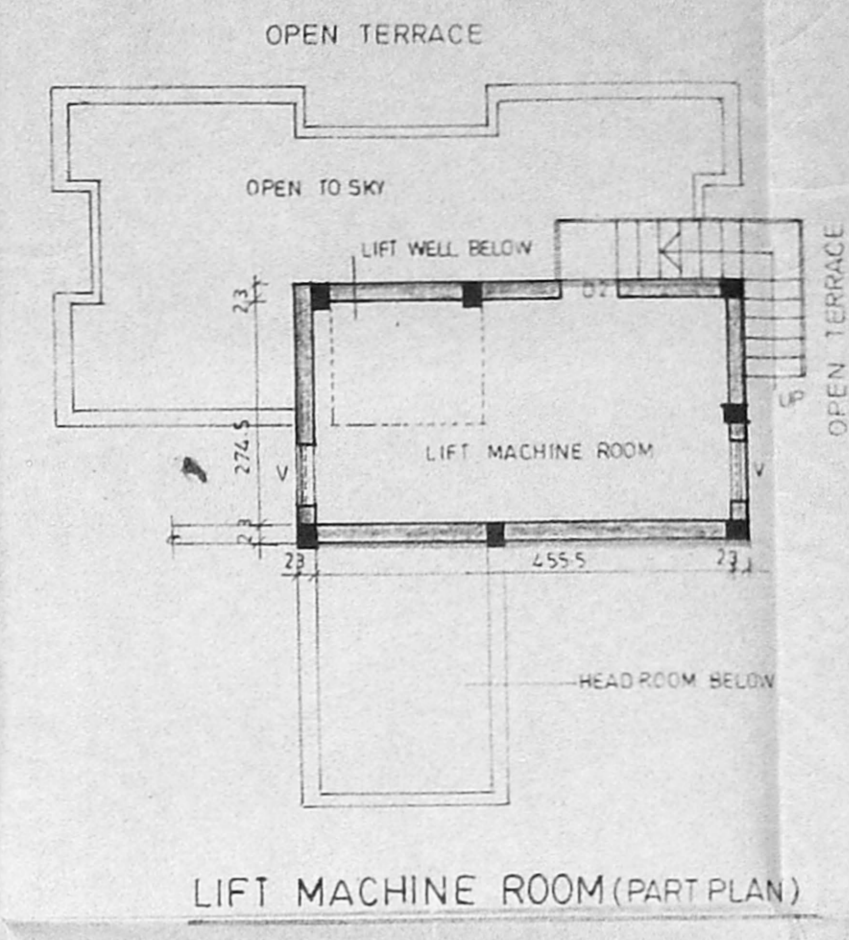 OPEN TERRACE
OPEN TO SKY
LIFT WELL BELOW
OPEN TERRACE
23
D2
UP
274.5
LIFT MACHINE ROOM
V
V
23
23
455.5
23
HEAD ROOM BELOW
LIFT MACHINE ROOM (PART PLAN)